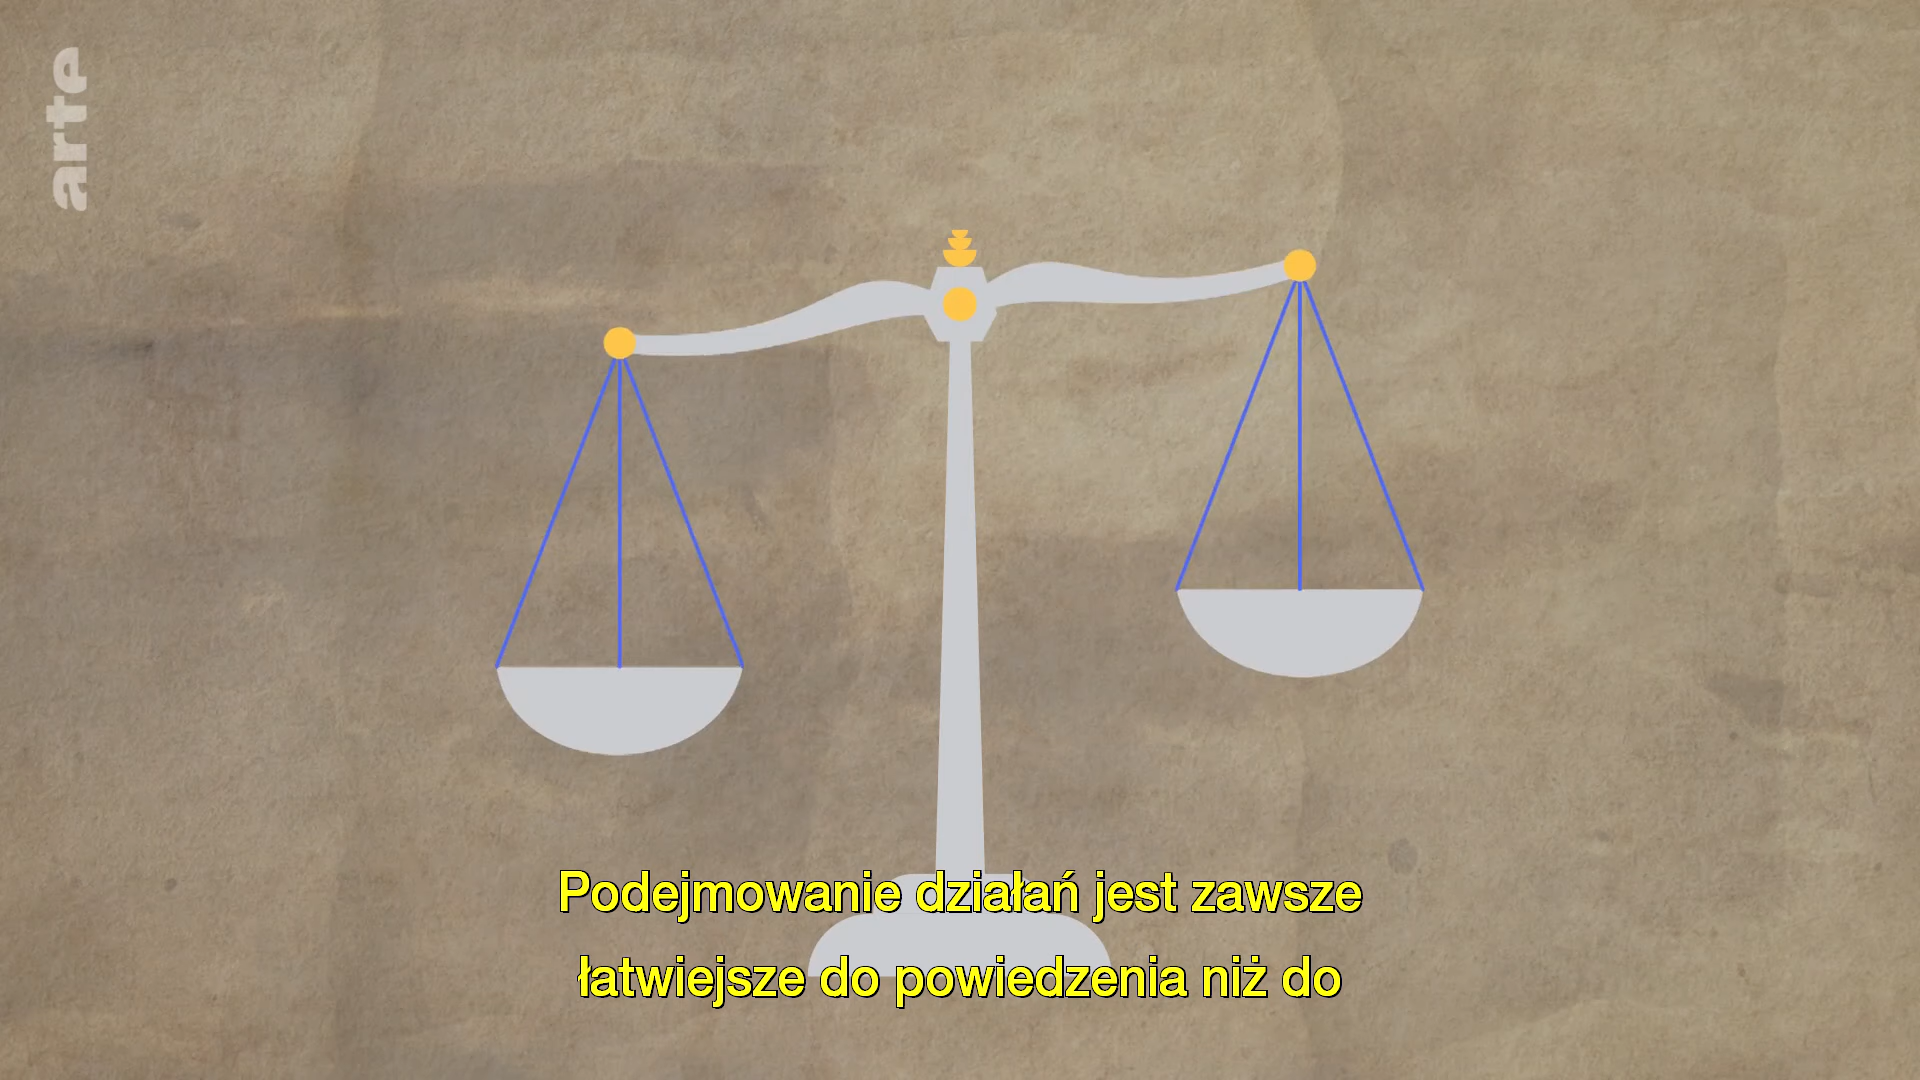 arte
Podejmowanie działań jest zawsze
łatwiejsze do powiedzenia niż do